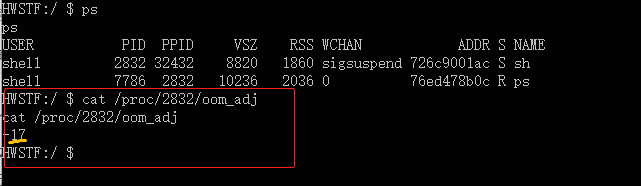 HWSTF:/ $ ps
ps
USER PID PPID VSZ RSS WCHAN ADDR S NAME
shell 2832 32432 8820 1860 sigsuspend 726c9001ac S sh
shell 7786 2832 10236 2036 0 76ed478b0c R ps
HWSTF:/ $ cat /proc/2832/oom_adj
cat /proc/2832/oom_adj
-17
HWSTF:/ $